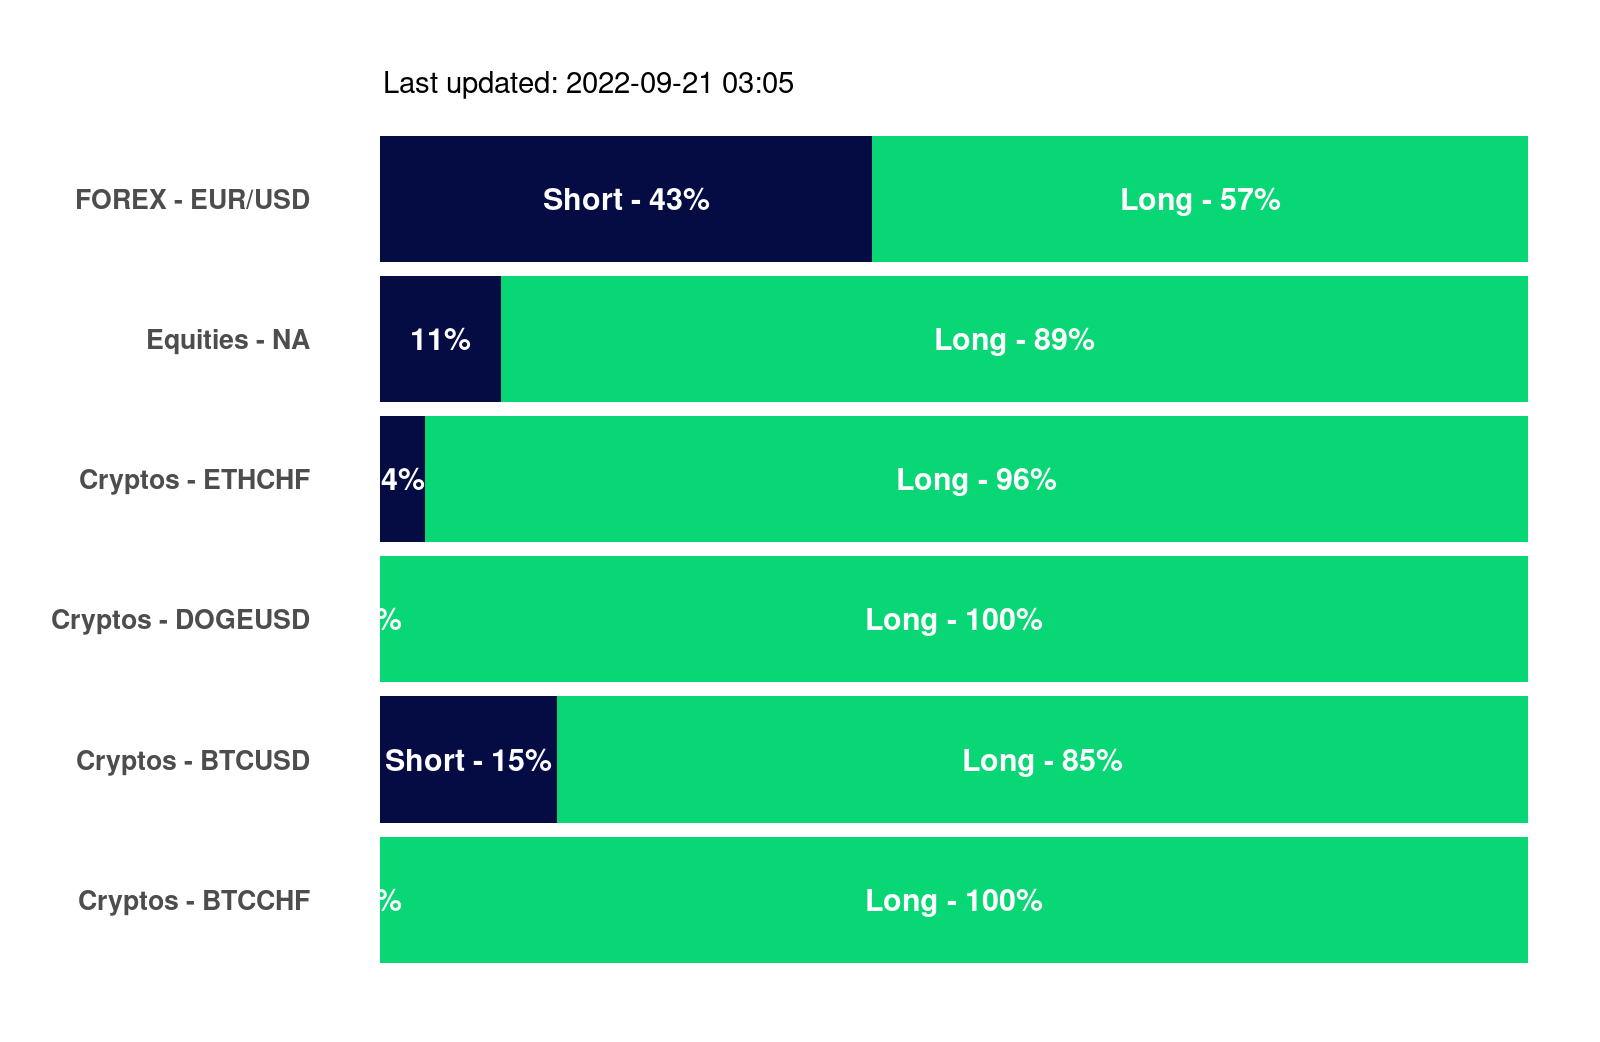 Last updated: 2022-09-21 03:05
FOREX - EUR/USD Short - 43% Long - 57%
Equities - NA 11% Long - 89%
Cryptos - ETHCHF 4% Long - 96%
Cryptos - DOGEUSD % Long - 100%
Cryptos - BTCUSD Short - 15% Long - 85%
Cryptos - BTCCHF % Long - 100%